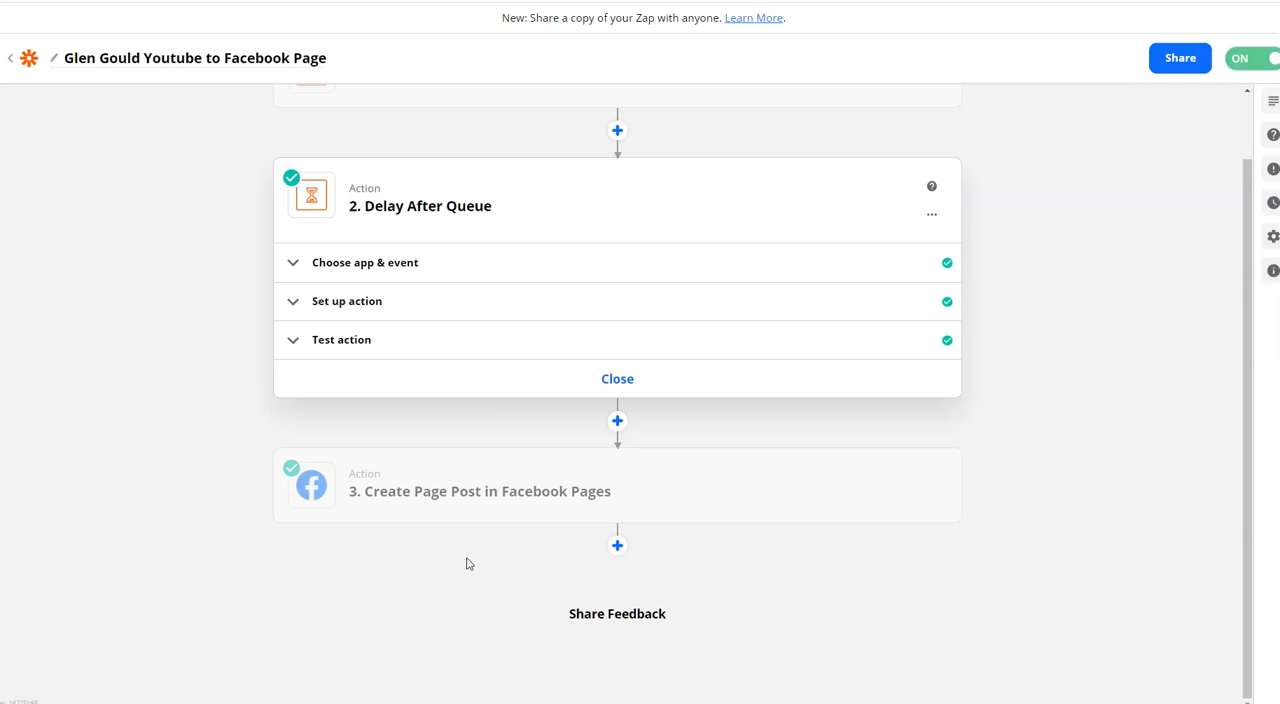 New: Share a copy of your Zap with anyone. Learn More.
Glen Gould Youtube to Facebook Page
Share
ON
Action
2. Delay After Queue
Choose app & event
Set up action
Test action
Close
Action
3. Create Page Post in Facebook Pages
Share Feedback